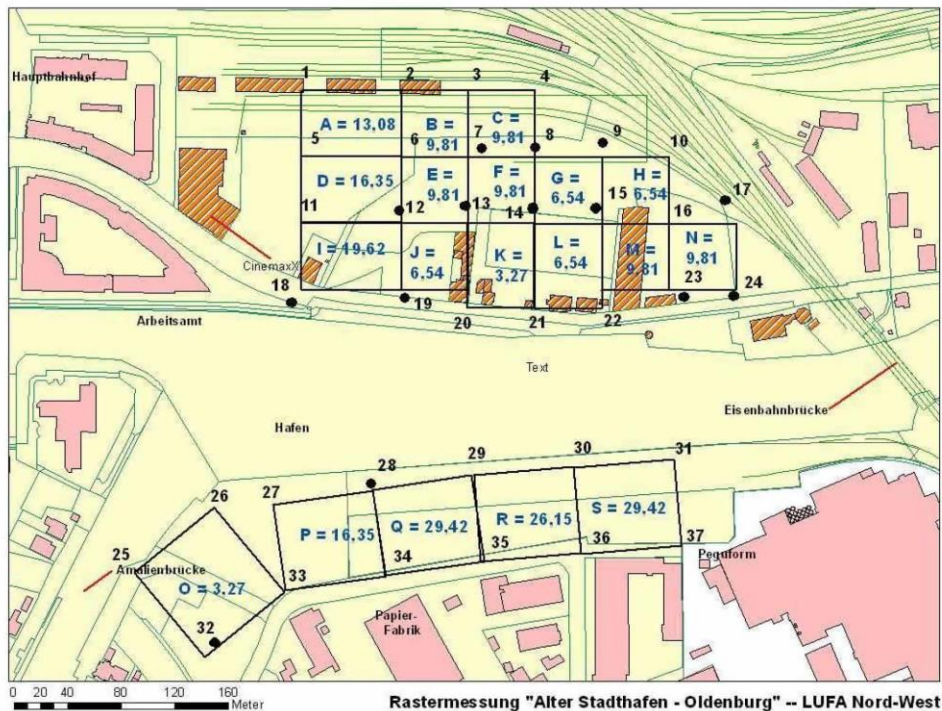 Hauptbahnhof
1
2
3
4
A = 13,08
B =
9,81
C =
9,81
5
6
7
8
9
10
D = 16,35
E =
9,81
F =
9,81
G =
6,54
H =
6,54
11
12
13
14
15
16
17
I = 19,62
J =
6,54
K =
3,27
L =
6,54
M =
9,81
N =
9,81
CinemaxX
18
19
20
21
22
23
24
Arbeitsamt
Text
Eisenbahnbrücke
Hafen
25
26
27
28
29
30
31
P = 16,35
Q = 29,42
R = 26,15
S = 29,42
Amalienbrücke
O = 3,27
32
33
34
35
36
37
Peguform
Papier-
Fabrik
0 20 40 80 120 160
Meter
Rastermessung "Alter Stadthafen - Oldenburg" -- LUFA Nord-West